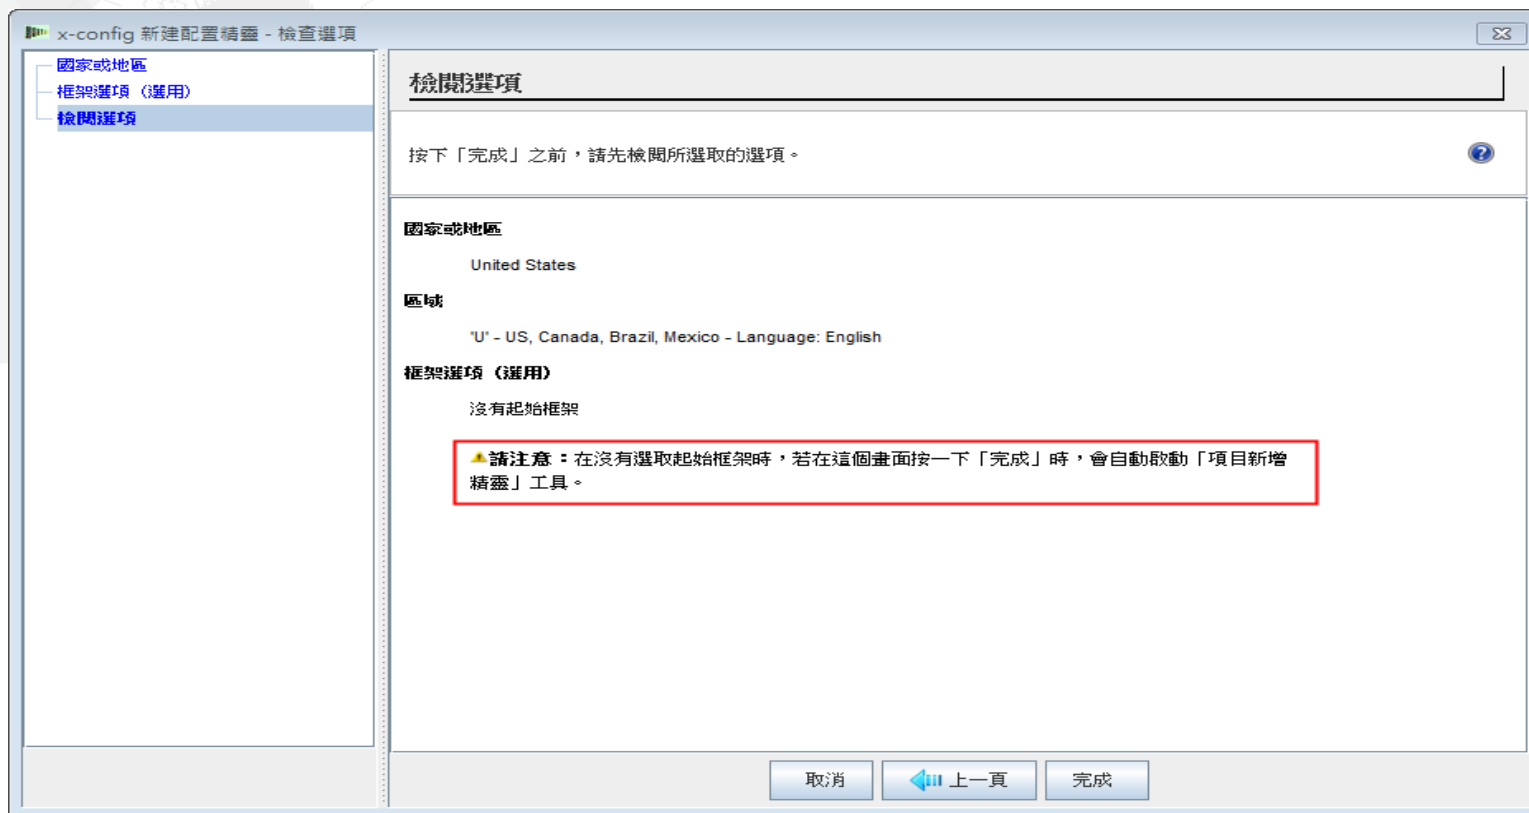 x-config 新建配置精靈 - 檢查選項
國家或地區
框架選項（選用）
檢閱選項
檢閱選項
按下「完成」之前，請先檢閱所選取的選項。
國家或地區
United States
區域
'U' - US, Canada, Brazil, Mexico - Language: English
框架選項（選用）
沒有起始框架
請注意：在沒有選取起始框架時，若在這個畫面按一下「完成」時，會自動啟動「項目新增
精靈」工具。
取消
上一頁
完成